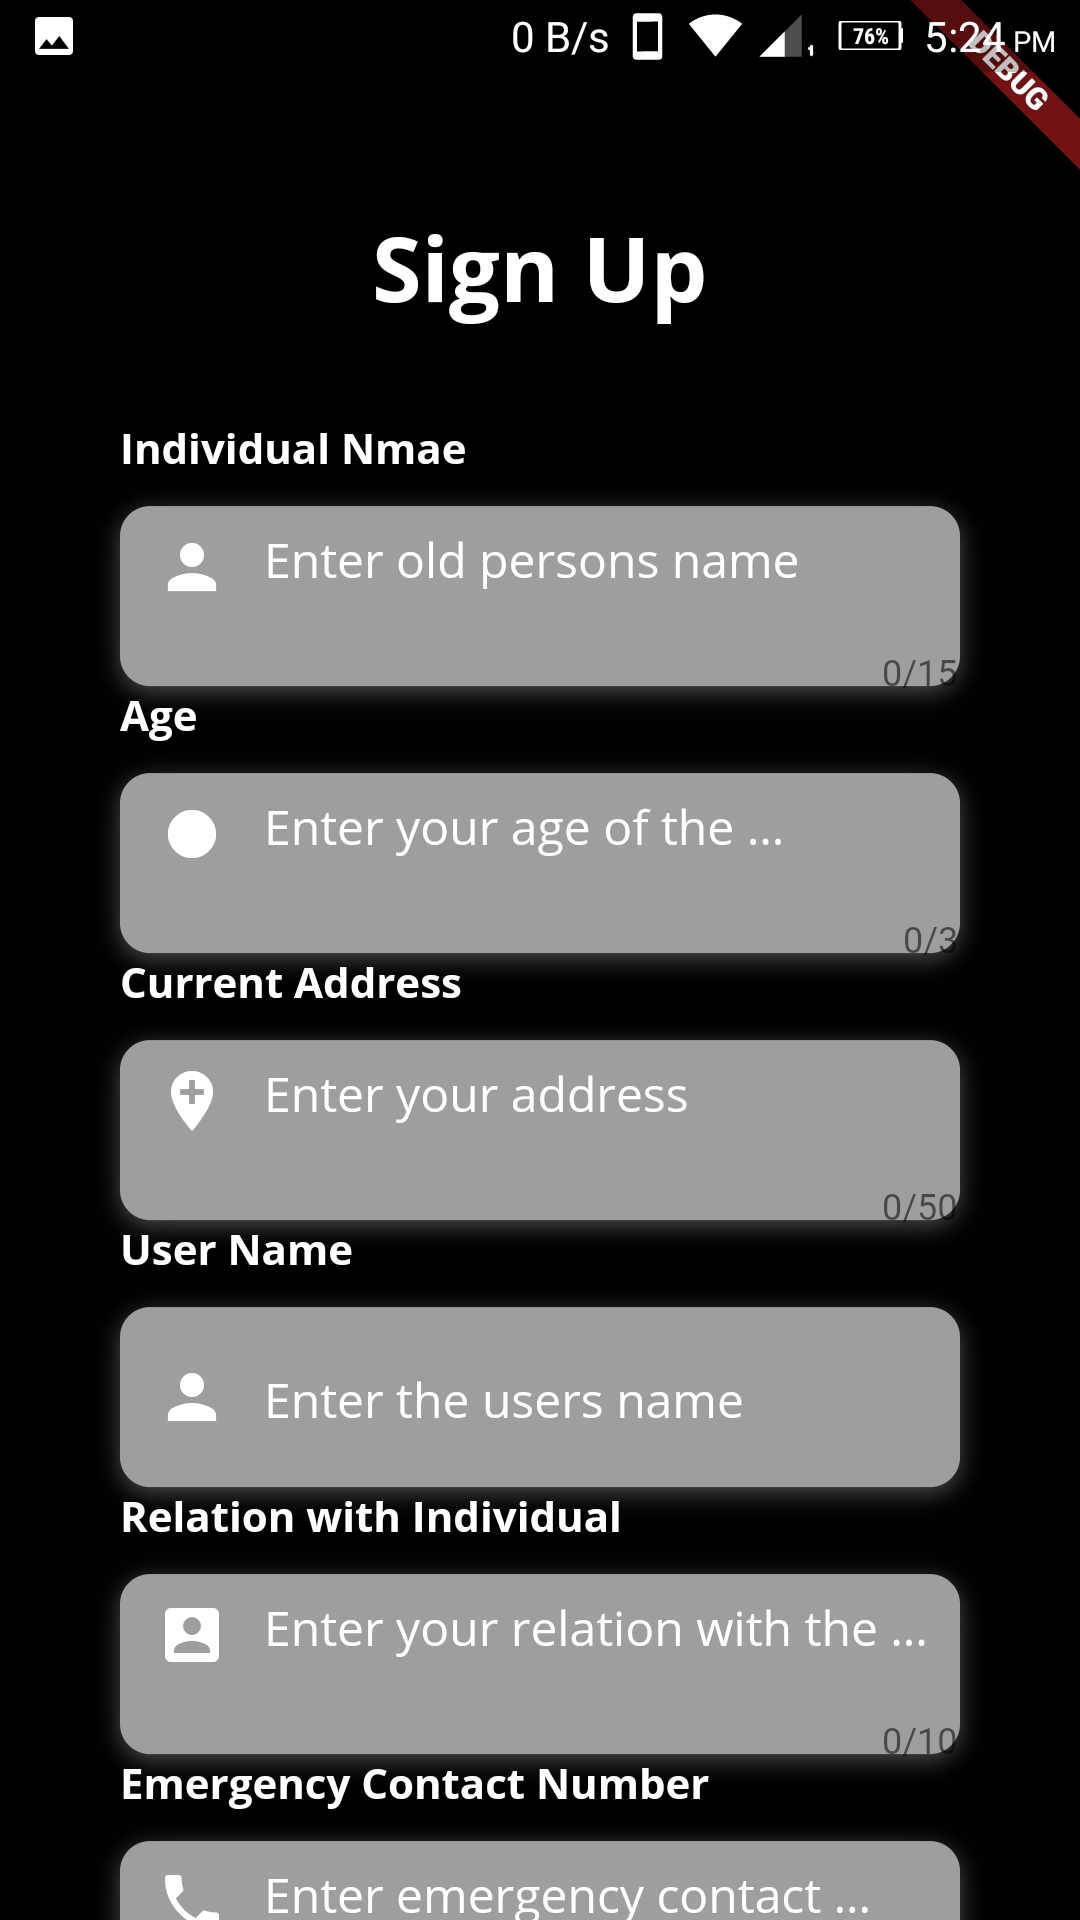 0 B/s 76% 5:24 PM
DEBUG
Sign Up
Individual Nmae
Enter old persons name
0/15
Age
Enter your age of the ...
0/3
Current Address
Enter your address
0/50
User Name
Enter the users name
Relation with Individual
Enter your relation with the ...
0/10
Emergency Contact Number
Enter emergency contact ...